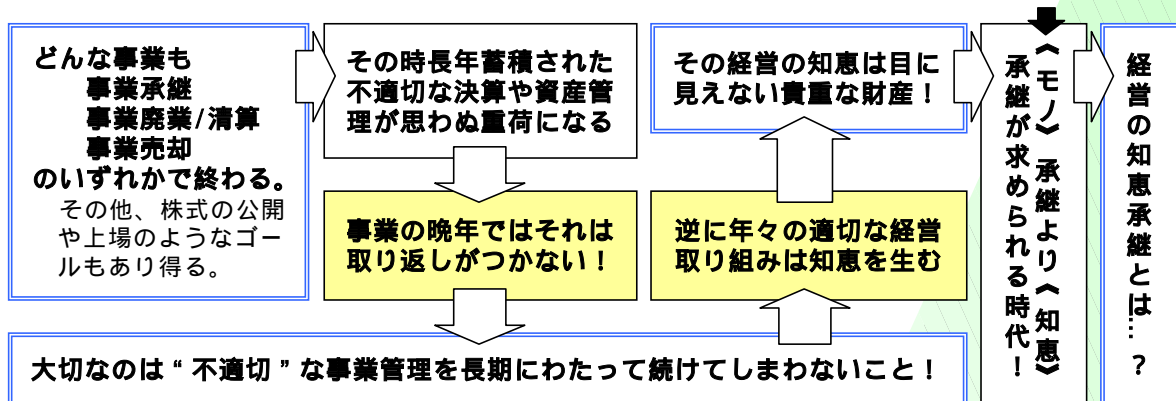 どんな事業も
事業承継
事業廃業/清算
事業売却
のいずれかで終わる。
その他、株式の公開
や上場のようなゴー
ルもあり得る。
その時長年蓄積された
不適切な決算や資産管
理が思わぬ重荷になる
事業の晩年ではそれは
取り返しがつかない！
大切なのは“不適切”な事業管理を長期にわたって続けてしまわないこと！
逆に年々の適切な経営
取り組みは知恵を生む
その経営の知恵は目に
見えない貴重な財産！
《モノ》承継より《知恵》
承継が求められる時代！
経営の知恵承継とは…？